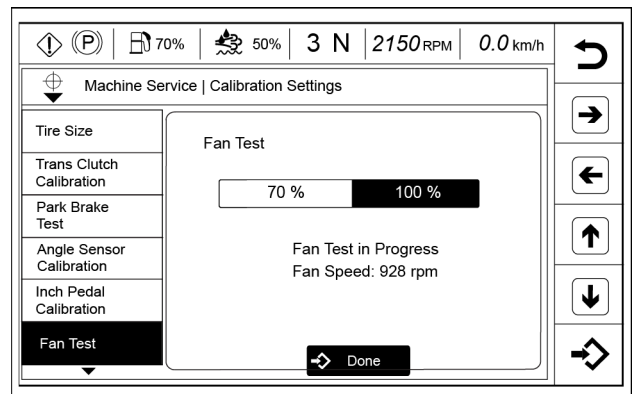 (P) 70% 50% 3 N 2150 RPM 0.0 km/h
Machine Service | Calibration Settings
Tire Size
Trans Clutch
Calibration
Park Brake
Test
Angle Sensor
Calibration
Inch Pedal
Calibration
Fan Test
Fan Test
70 % 100 %
Fan Test in Progress
Fan Speed: 928 rpm
Done